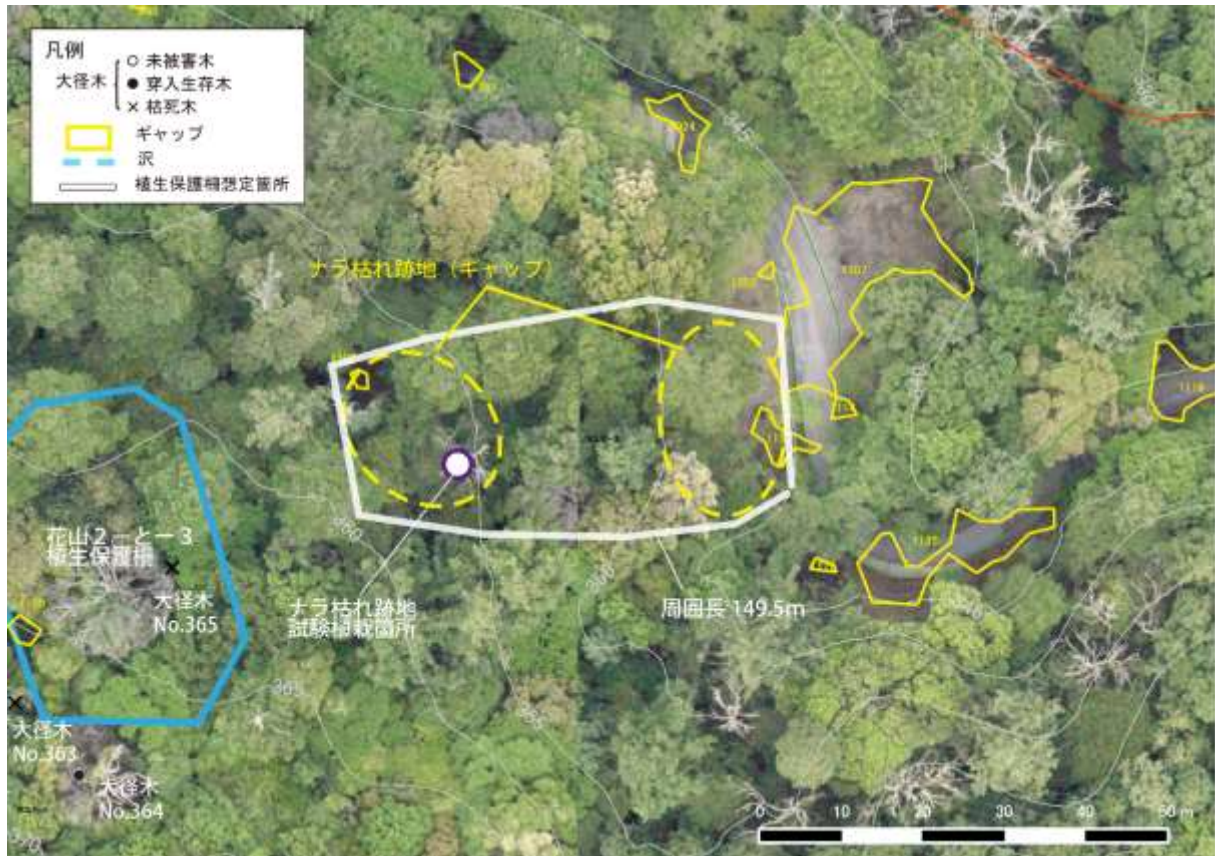 凡例
大径木
○ 未被害木
● 穿入生存木
× 枯死木
ギャップ
沢
植生保護柵想定箇所
ナラ枯れ跡地（ギャップ）
花山２－と－３
植生保護柵
大径木
No.365
ナラ枯れ跡地
試験植栽箇所
周囲長 149.5m
大径木
No.363
大径木
No.364
0 10 20 30 40 50 m